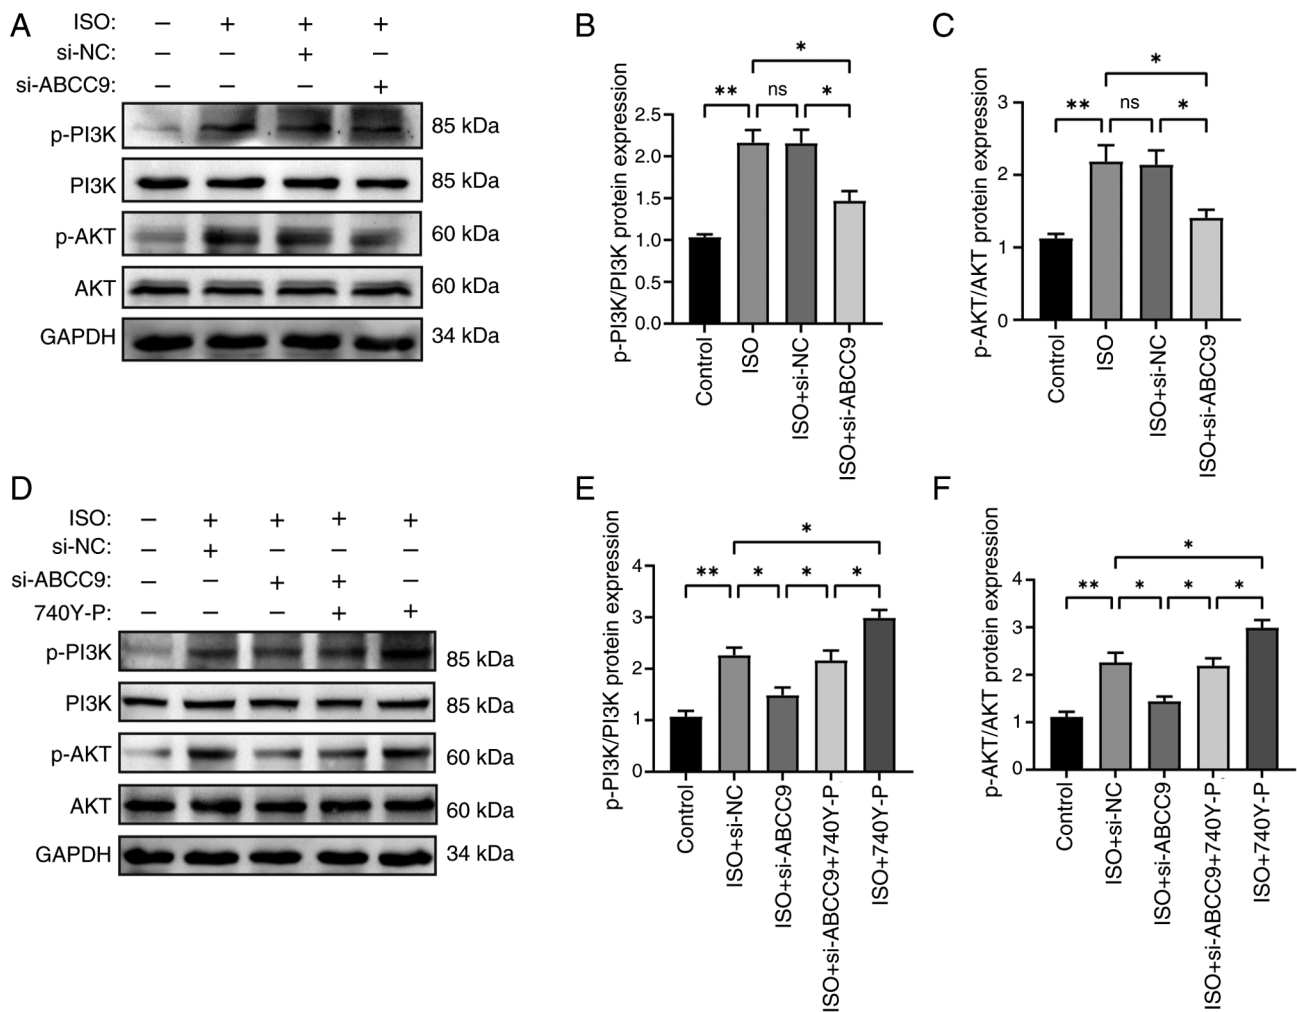 A
ISO: – + + +
si-NC: – – + –
si-ABCC9: – – – +
p-PI3K 85 kDa
PI3K 85 kDa
p-AKT 60 kDa
AKT 60 kDa
GAPDH 34 kDa
B
p-PI3K/PI3K protein expression
*
** ns *
2.5
2.0
1.5
1.0
0.5
0.0
Control
ISO
ISO+si-NC
ISO+si-ABCC9
C
p-AKT/AKT protein expression
*
** ns *
3
2
1
0
Control
ISO
ISO+si-NC
ISO+si-ABCC9
D
ISO: – + + + +
si-NC: – + – – –
si-ABCC9: – – + + –
740Y-P: – – – + +
p-PI3K 85 kDa
PI3K 85 kDa
p-AKT 60 kDa
AKT 60 kDa
GAPDH 34 kDa
E
p-PI3K/PI3K protein expression
*
** * * *
4
3
2
1
0
Control
ISO+si-NC
ISO+si-ABCC9
ISO+si-ABCC9+740Y-P
ISO+740Y-P
F
p-AKT/AKT protein expression
*
** * * *
4
3
2
1
0
Control
ISO+si-NC
ISO+si-ABCC9
ISO+si-ABCC9+740Y-P
ISO+740Y-P